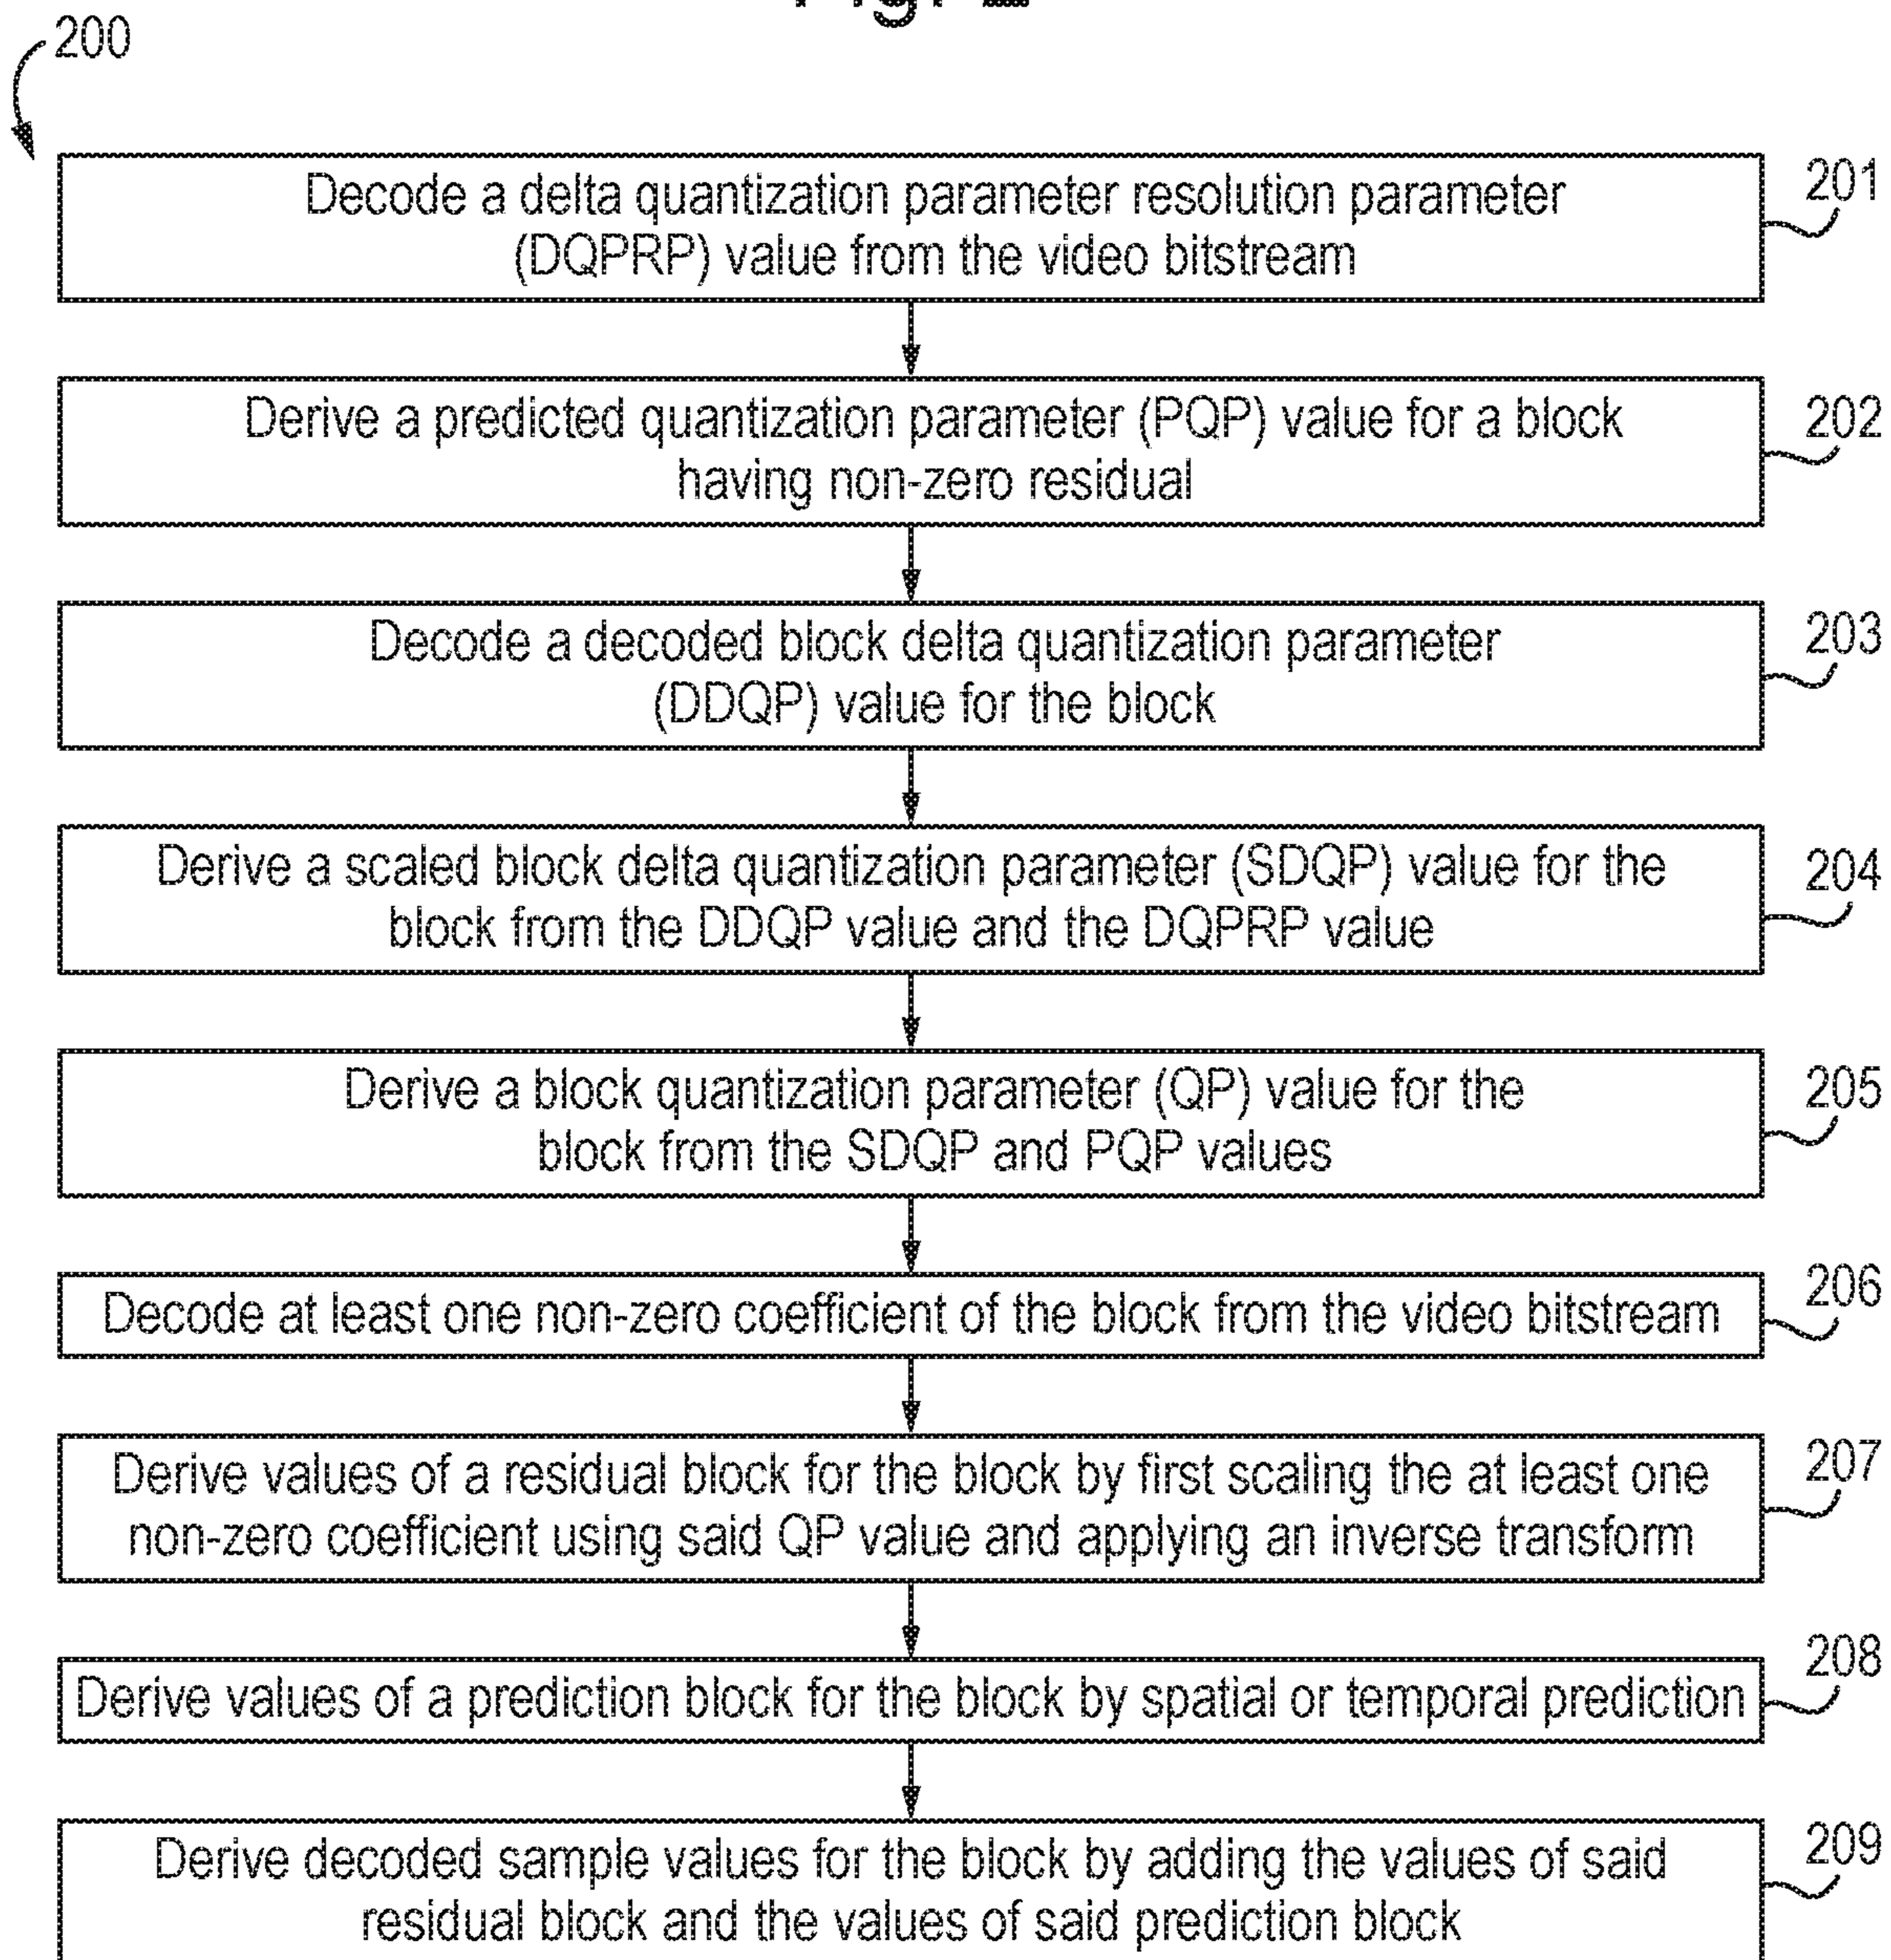 200
Decode a delta quantization parameter resolution parameter
(DQPRP) value from the video bitstream
201
Derive a predicted quantization parameter (PQP) value for a block
having non-zero residual
202
Decode a decoded block delta quantization parameter
(DDQP) value for the block
203
Derive a scaled block delta quantization parameter (SDQP) value for the
block from the DDQP value and the DQPRP value
204
Derive a block quantization parameter (QP) value for the
block from the SDQP and PQP values
205
Decode at least one non-zero coefficient of the block from the video bitstream
206
Derive values of a residual block for the block by first scaling the at least one
non-zero coefficient using said QP value and applying an inverse transform
207
Derive values of a prediction block for the block by spatial or temporal prediction
208
Derive decoded sample values for the block by adding the values of said
residual block and the values of said prediction block
209